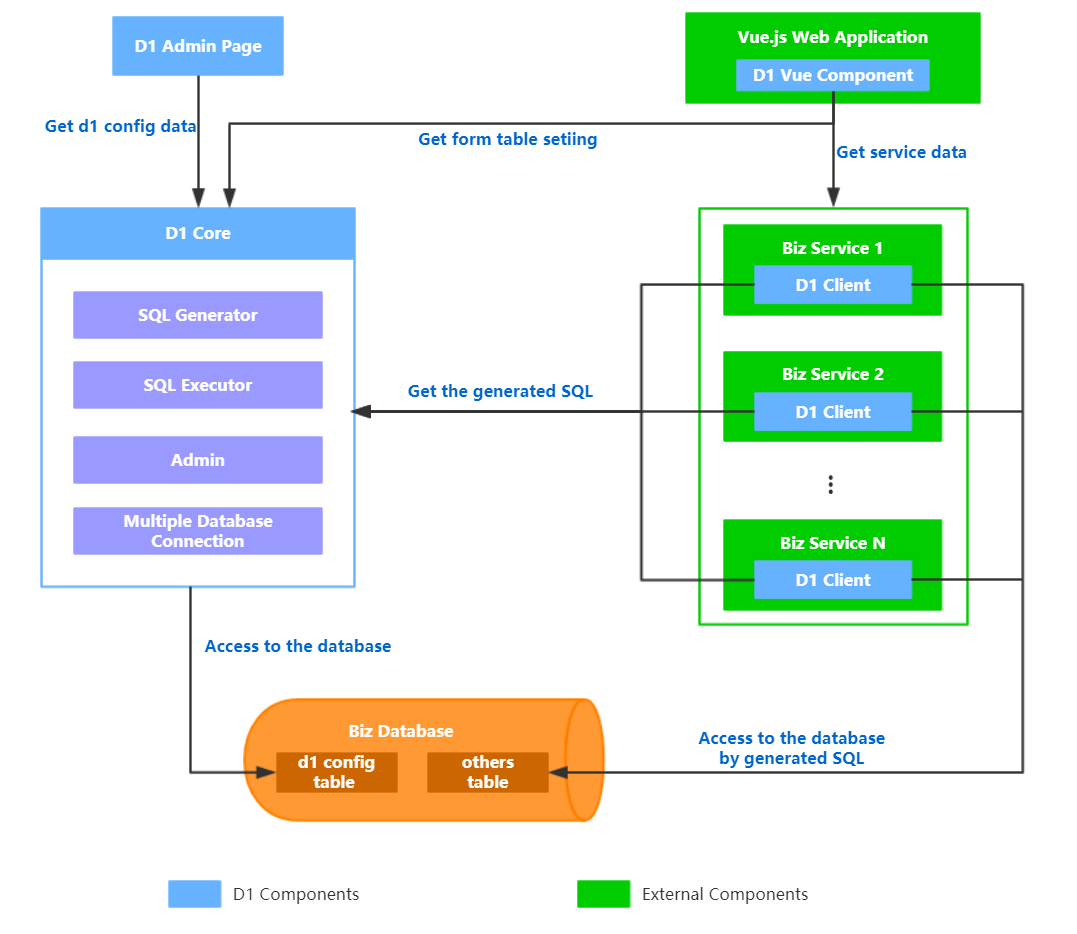 D1 Admin Page
Vue.js Web Application
D1 Vue Component
Get d1 config data
Get form table setiing
Get service data
D1 Core
SQL Generator
SQL Executor
Admin
Multiple Database
Connection
Get the generated SQL
Biz Service 1
D1 Client
Biz Service 2
D1 Client
Biz Service N
D1 Client
Access to the database
Biz Database
d1 config
table
others
table
Access to the database
by generated SQL
D1 Components
External Components